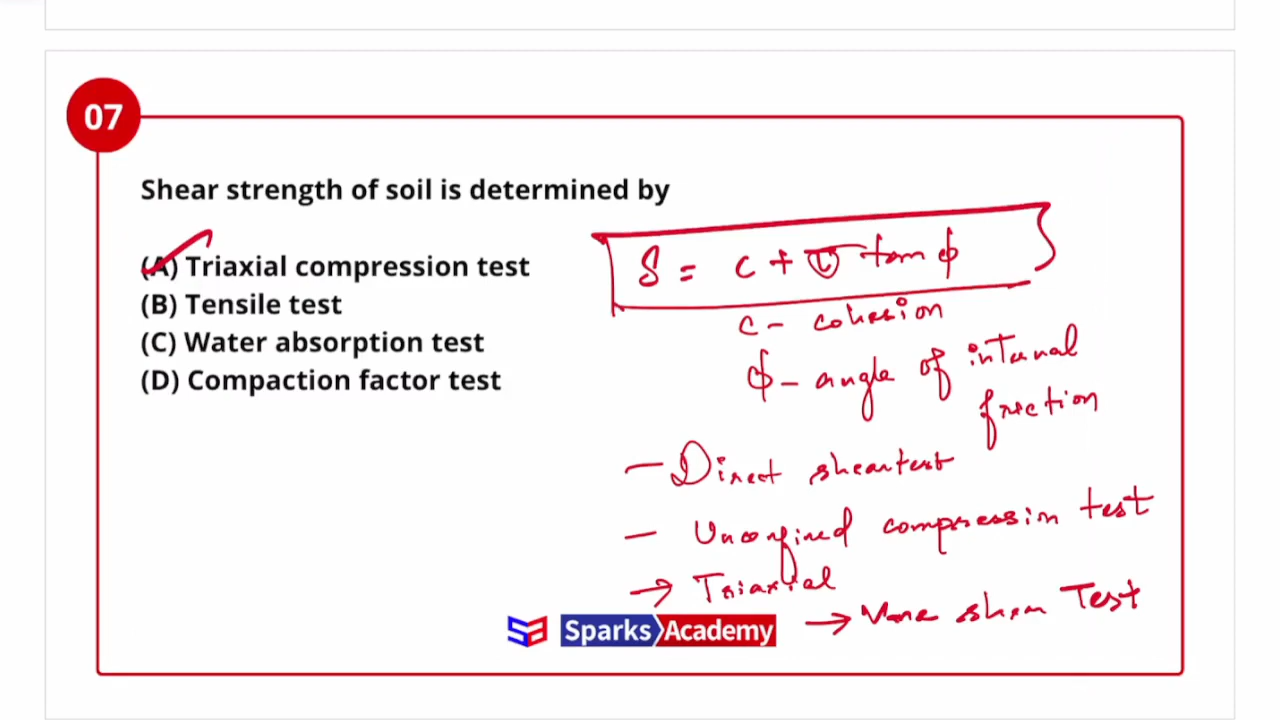 07
Shear strength of soil is determined by
(A) Triaxial compression test
(B) Tensile test
(C) Water absorption test
(D) Compaction factor test
S = c + σ tan ϕ
c - cohesion
ϕ - angle of internal
friction
- Direct shear test
- Unconfined compression test
→ Triaxial
→ Vane shear Test
Sparks Academy